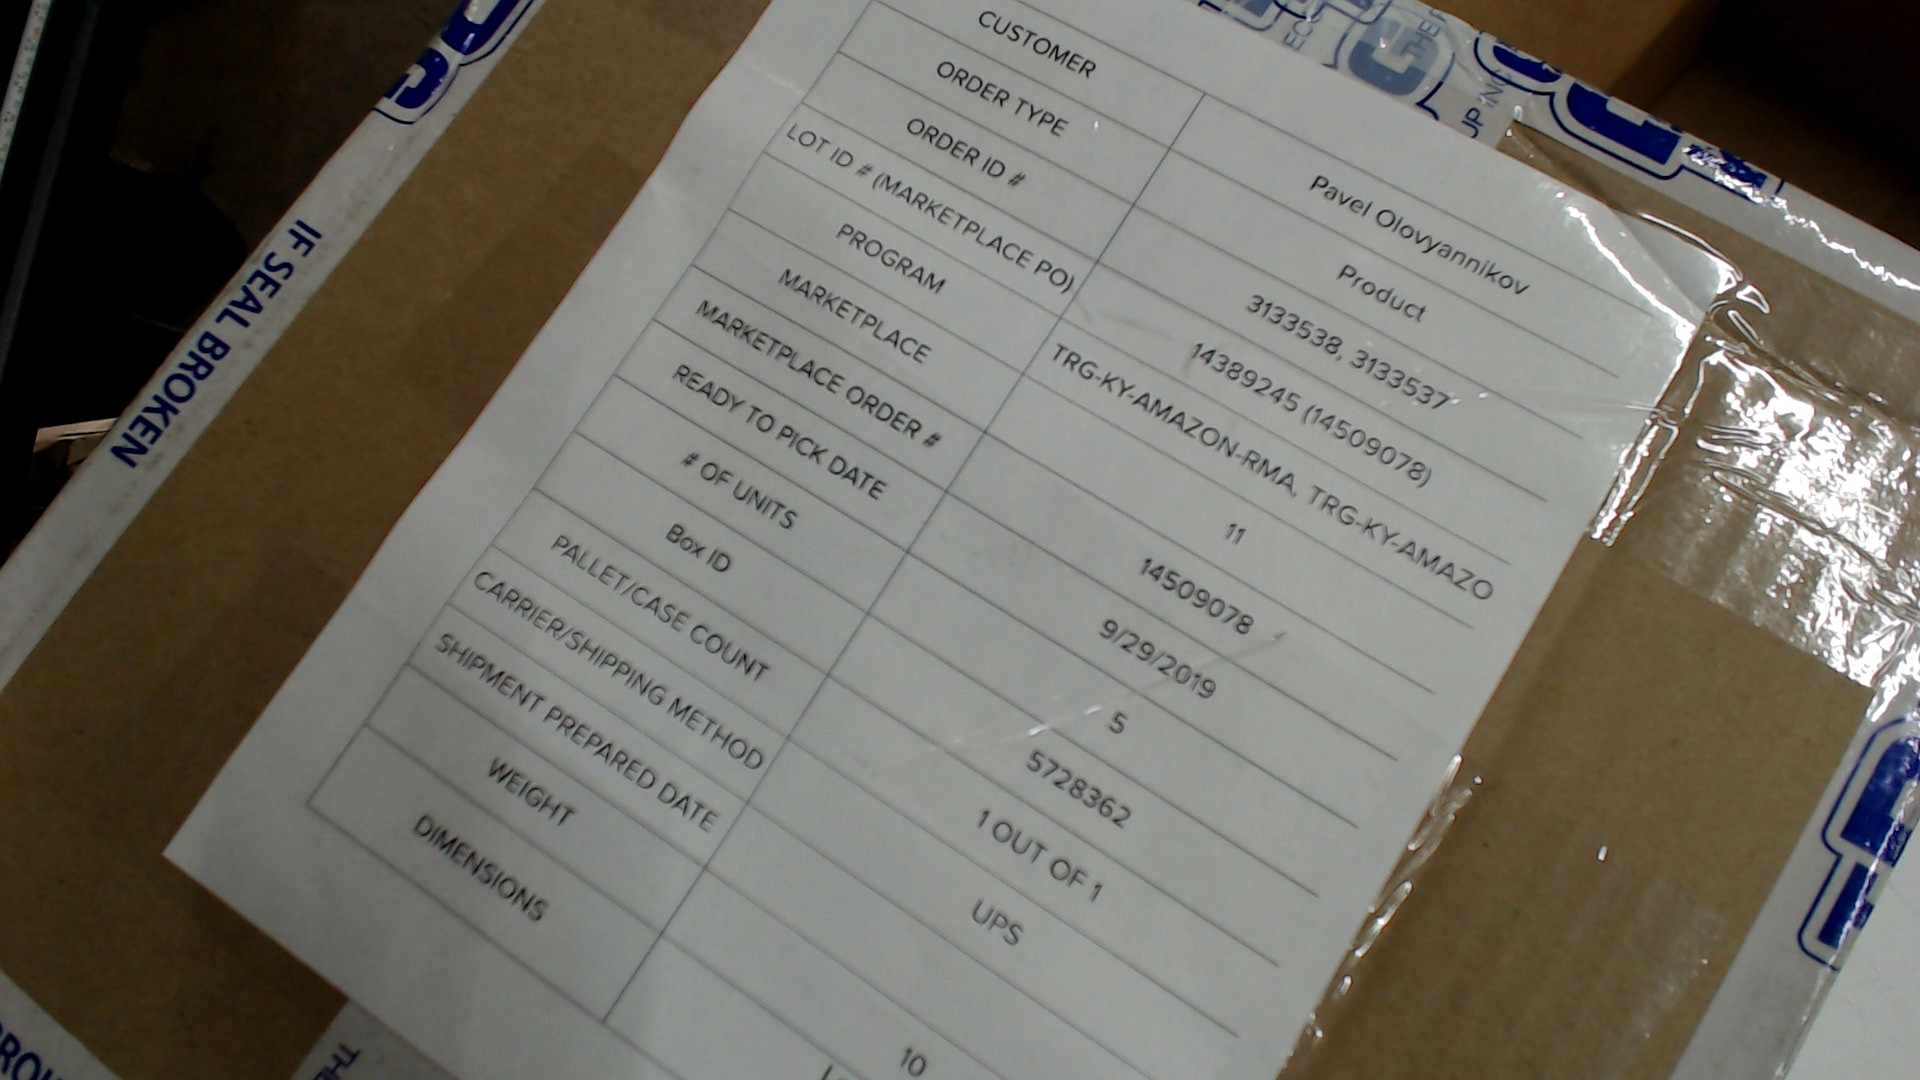 CUSTOMER Pavel Olovyannikov
ORDER TYPE Product
ORDER ID # 3133538, 3133537
LOT ID # (MARKETPLACE PO) 14389245 (14509078)
PROGRAM TRG-KY-AMAZON-RMA, TRG-KY-AMAZO
MARKETPLACE 11
MARKETPLACE ORDER # 14509078
READY TO PICK DATE 9/29/2019
# OF UNITS 5
Box ID 5728362
PALLET/CASE COUNT 1 OUT OF 1
CARRIER/SHIPPING METHOD UPS
SHIPMENT PREPARED DATE
WEIGHT 10
DIMENSIONS
IF SEAL BROKEN